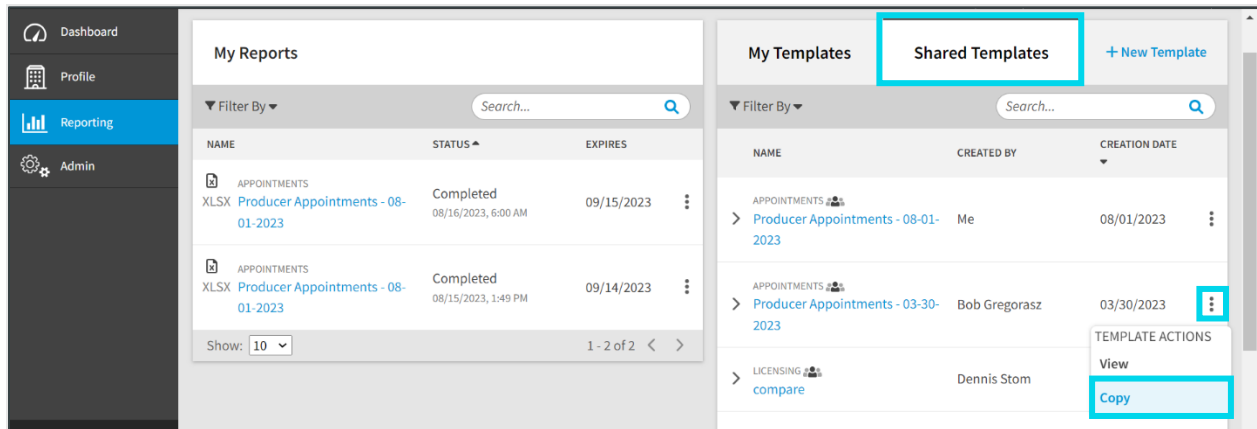 Dashboard
Profile
Reporting
Admin
My Reports
Filter By
Search...
NAME STATUS EXPIRES
APPOINTMENTS
XLSX Producer Appointments - 08-
01-2023
Completed
08/16/2023, 6:00 AM
09/15/2023
APPOINTMENTS
XLSX Producer Appointments - 08-
01-2023
Completed
08/15/2023, 1:49 PM
09/14/2023
Show: 10
1 - 2 of 2
My Templates Shared Templates + New Template
Filter By
Search...
NAME CREATED BY CREATION DATE
APPOINTMENTS
Producer Appointments - 08-01-
2023
Me
08/01/2023
APPOINTMENTS
Producer Appointments - 03-30-
2023
Bob Gregorasz
03/30/2023
TEMPLATE ACTIONS
View
Copy
LICENSING
compare
Dennis Stom